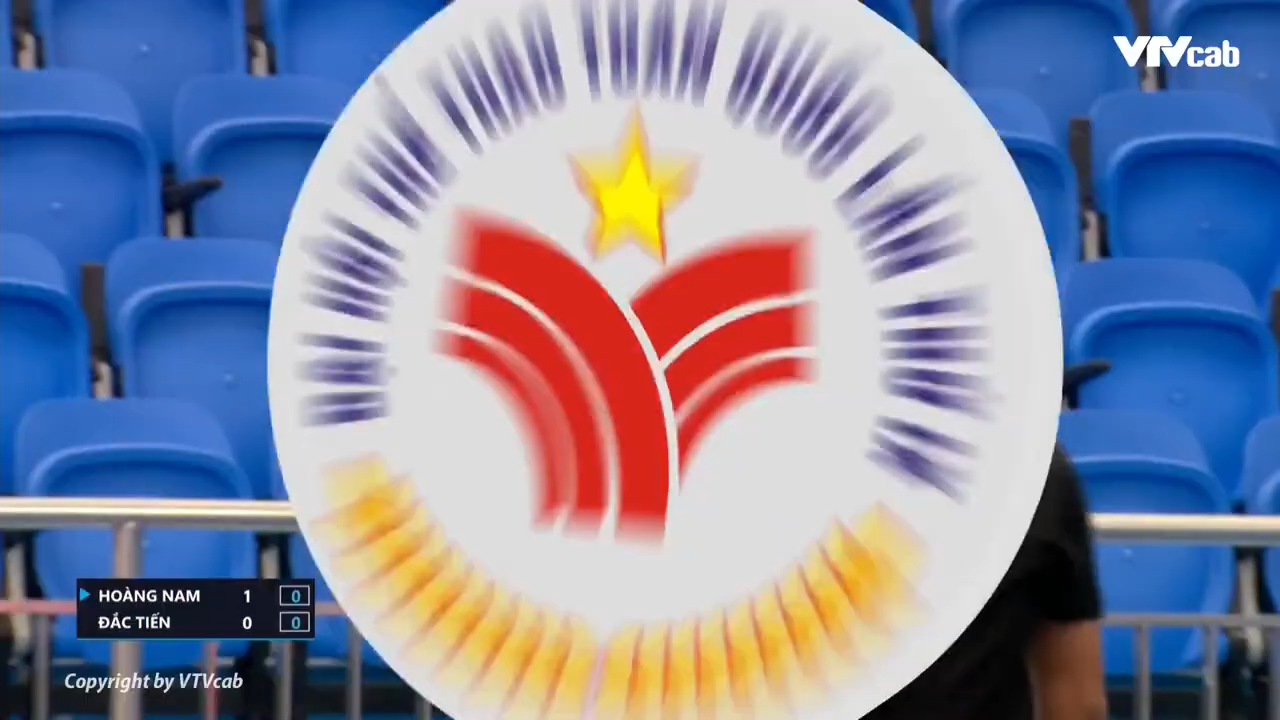 VTVcab
HOÀNG NAM 1 0
ĐẮC TIẾN 0 0
Copyright by VTVcab